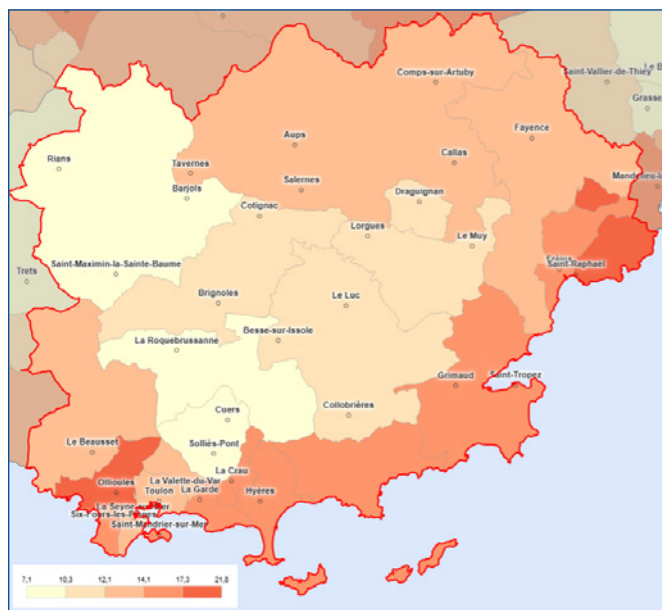 Comps-sur-Artuby
Saint-Vallier-de-Thiey
Le B
Grasse
Fayence
Aups
Callas
Rians
Tavernes
Salernes
Mandelieu-la
Barjols
Draguignan
Cotignac
Lorgues
Le Muy
Saint-Raphaël
Trets
Saint-Maximin-la-Sainte-Baume
Brignoles
Le Luc
La Roquebrussanne
Besse-sur-Issole
Grimaud
Saint-Tropez
Cuers
Collobrières
Le Beausset
Solliès-Pont
La Crau
Ollioules
La Valette-du-Var
Toulon
La Garde
Hyères
La Seyne-sur-Mer
Six-Fours-les-Plages
Saint-Mandrier-sur-Mer
7,1 10,3 12,1 14,1 17,3 21,8